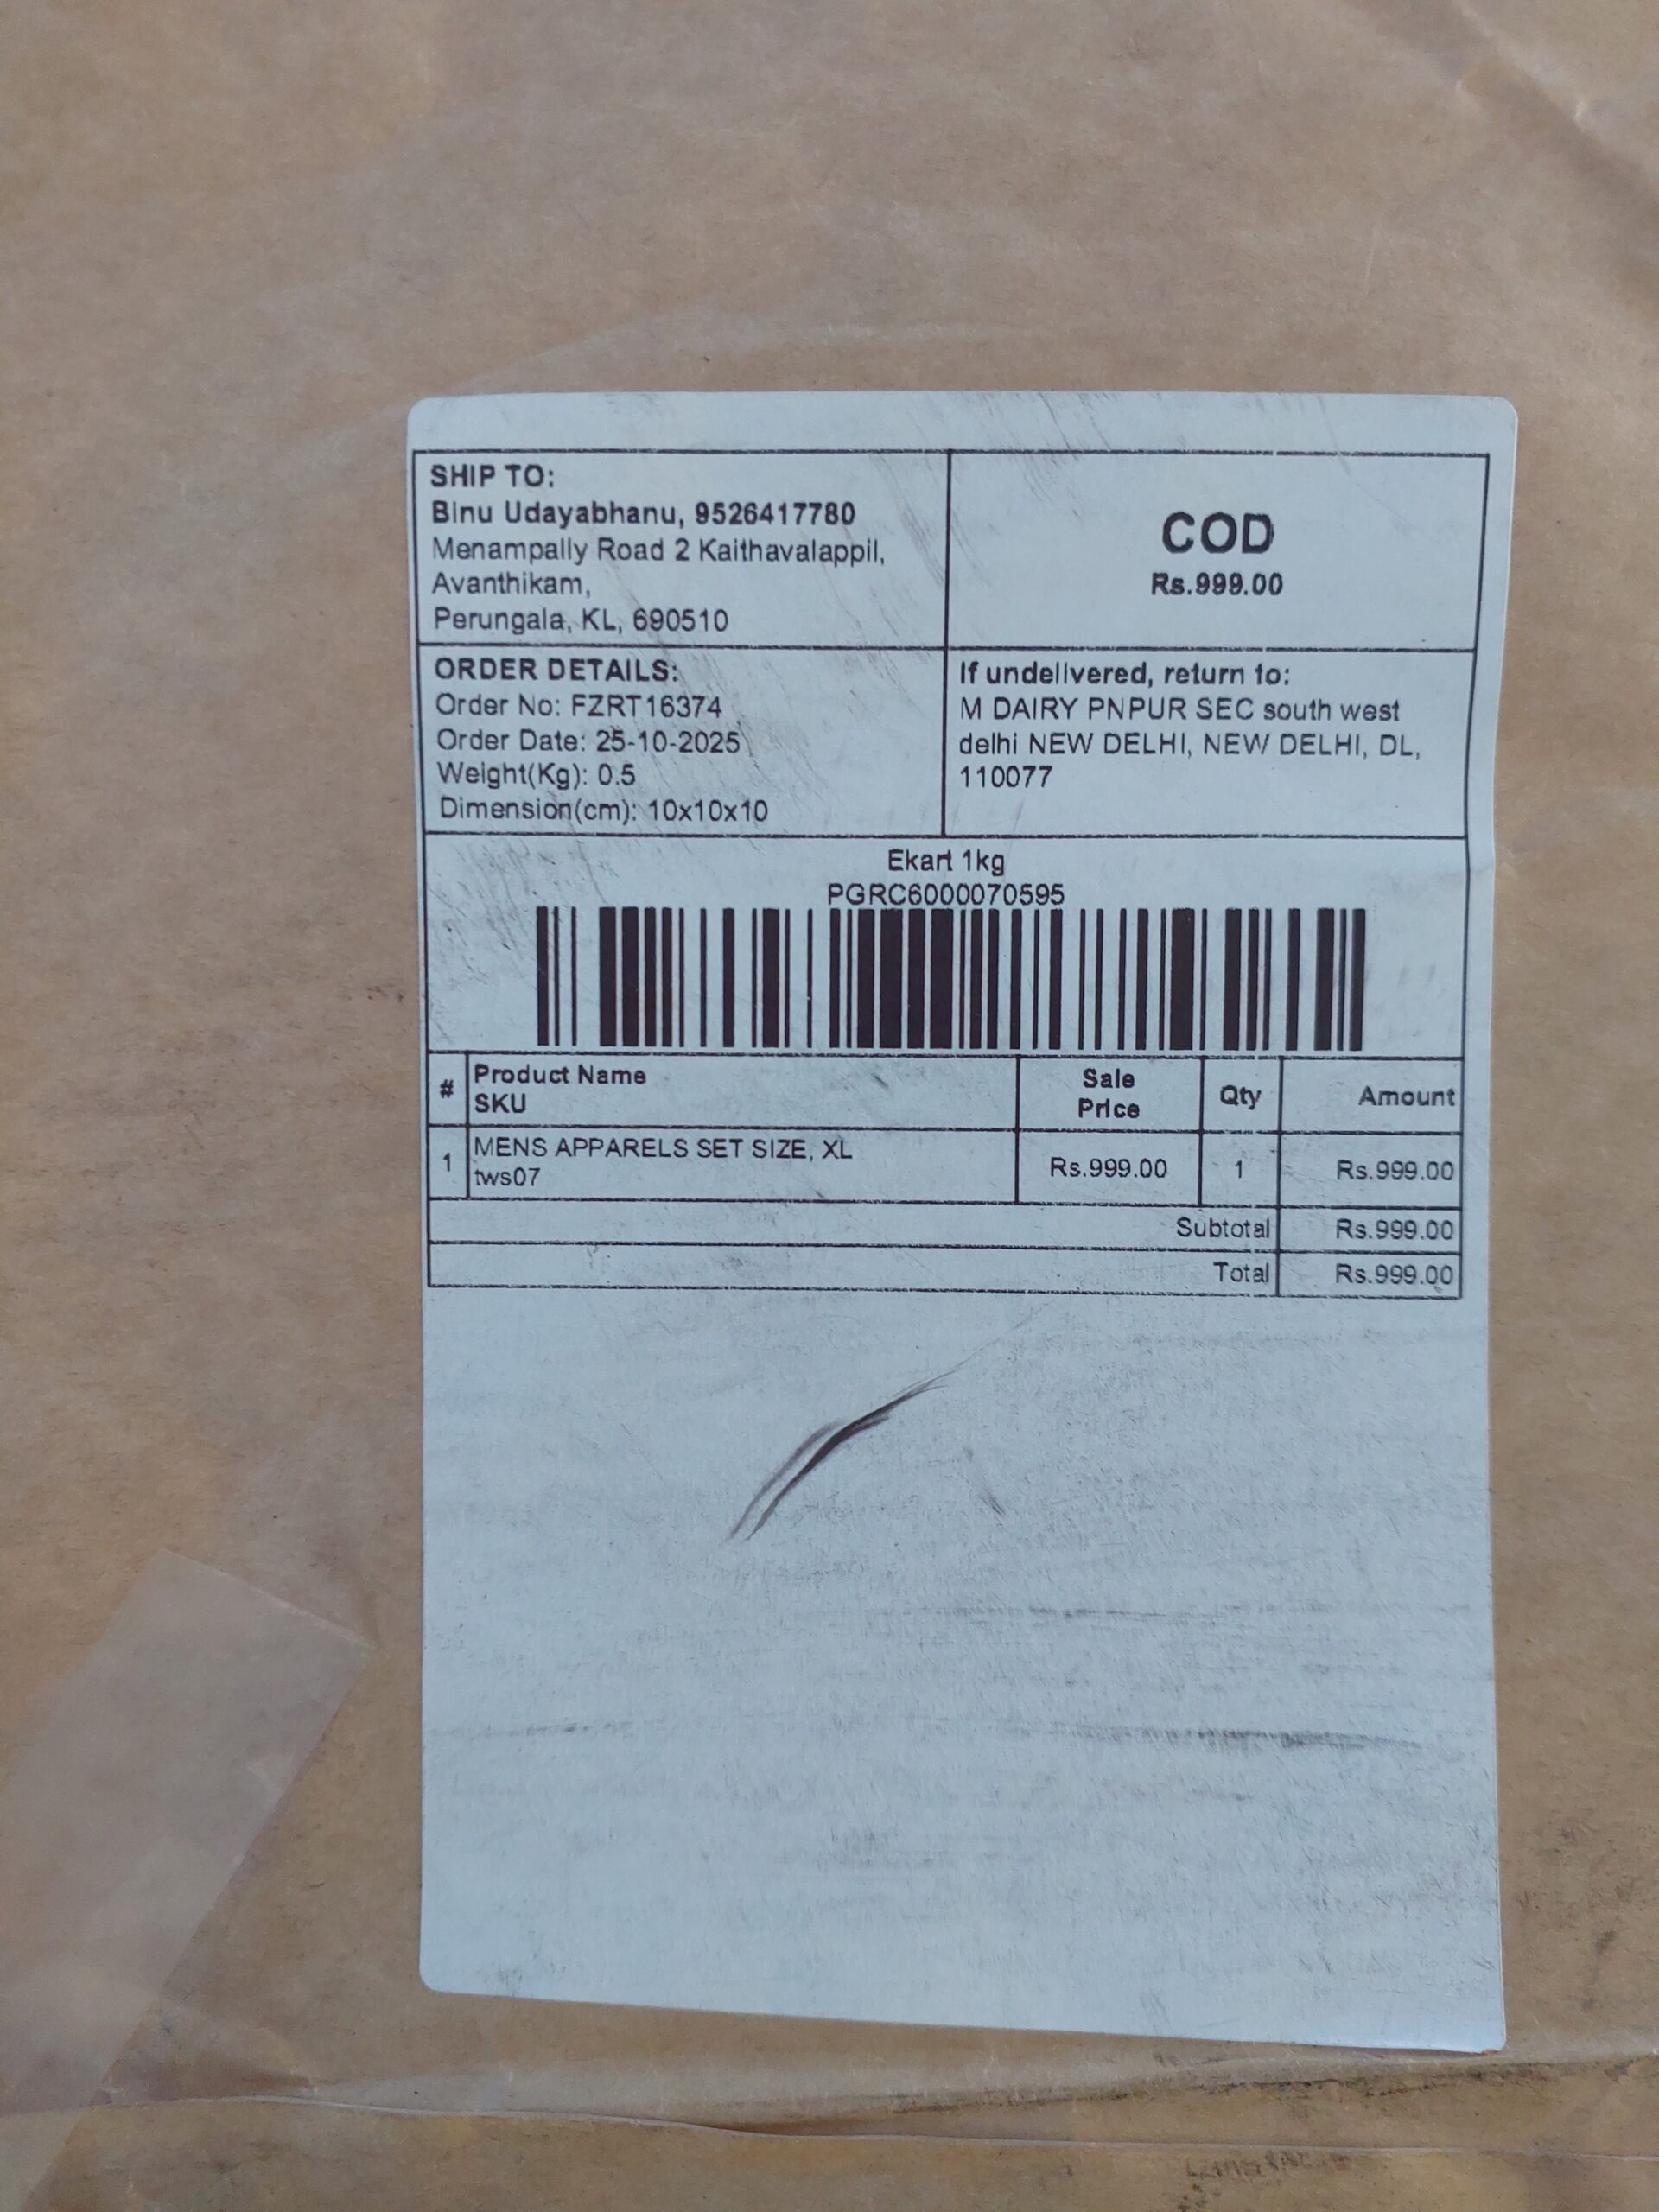 SHIP TO:
Binu Udayabhanu, 9526417780
Menampally Road 2 Kaithavalappil,
Avanthikam,
Perungala, KL, 690510
COD
Rs.999.00
ORDER DETAILS:
Order No: FZRT16374
Order Date: 25-10-2025
Weight(Kg): 0.5
Dimension(cm): 10x10x10
If undelivered, return to:
M DAIRY PNPUR SEC south west
delhi NEW DELHI, NEW DELHI, DL,
110077
Ekart 1kg
PGRC6000070595
# Product Name SKU Sale Price Qty Amount
1 MENS APPARELS SET SIZE, XL Rs.999.00 1 Rs.999.00
tws07
Subtotal Rs.999.00
Total Rs.999.00